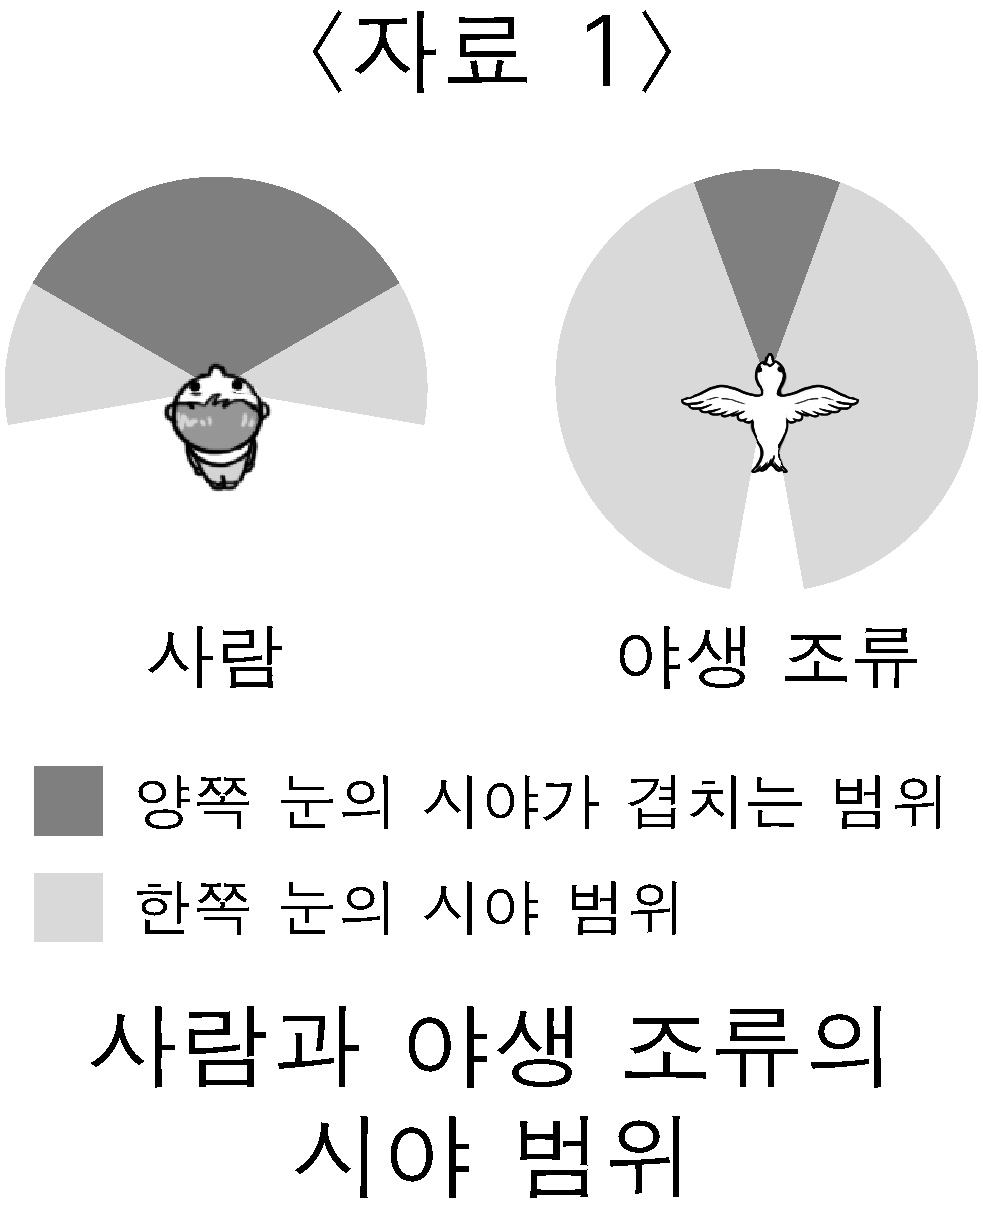 〈자료 1〉
사람
야생 조류
양쪽 눈의 시야가 겹치는 범위
한쪽 눈의 시야 범위
사람과 야생 조류의
시야 범위